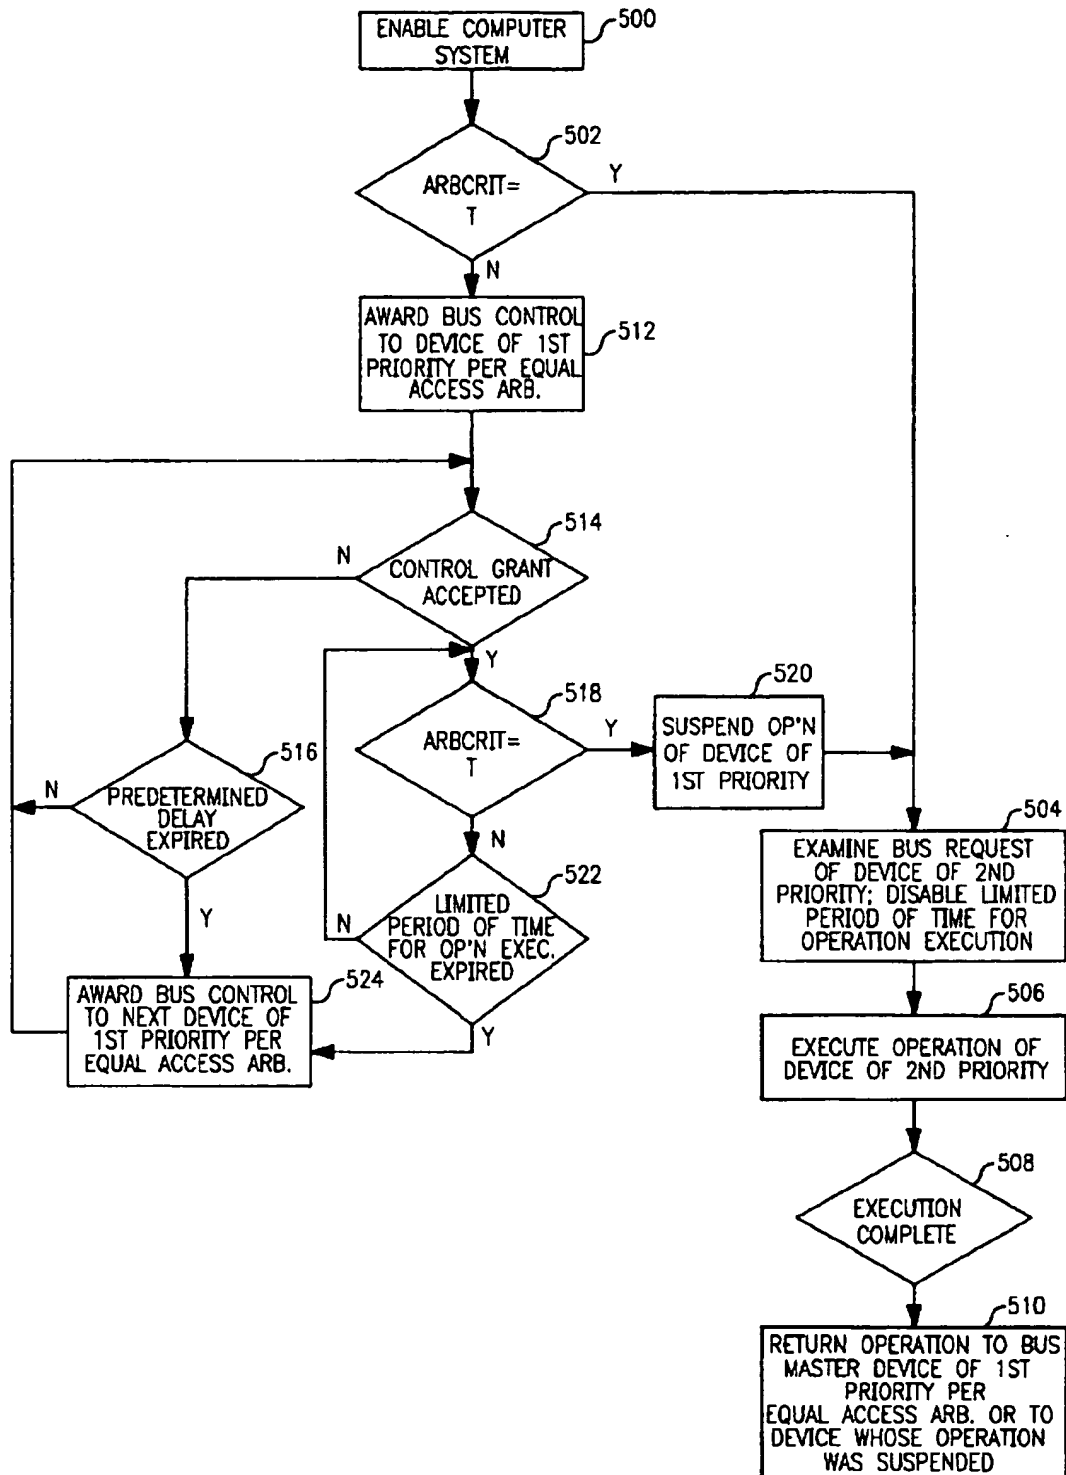 ENABLE COMPUTER
SYSTEM
500
502
ARBCRIT=
T
Y
N
AWARD BUS CONTROL
TO DEVICE OF 1ST
PRIORITY PER EQUAL
ACCESS ARB.
512
514
N
CONTROL GRANT
ACCEPTED
Y
518
ARBCRIT=
T
Y
520
SUSPEND OP'N
OF DEVICE OF
1ST PRIORITY
516
N
PREDETERMINED
DELAY
EXPIRED
Y
N
522
LIMITED
PERIOD OF TIME
FOR OP'N EXEC.
EXPIRED
N
Y
504
EXAMINE BUS REQUEST
OF DEVICE OF 2ND
PRIORITY; DISABLE LIMITED
PERIOD OF TIME FOR
OPERATION EXECUTION
524
AWARD BUS CONTROL
TO NEXT DEVICE OF
1ST PRIORITY PER
EQUAL ACCESS ARB.
506
EXECUTE OPERATION OF
DEVICE OF 2ND PRIORITY
508
EXECUTION
COMPLETE
510
RETURN OPERATION TO BUS
MASTER DEVICE OF 1ST
PRIORITY PER
EQUAL ACCESS ARB. OR TO
DEVICE WHOSE OPERATION
WAS SUSPENDED